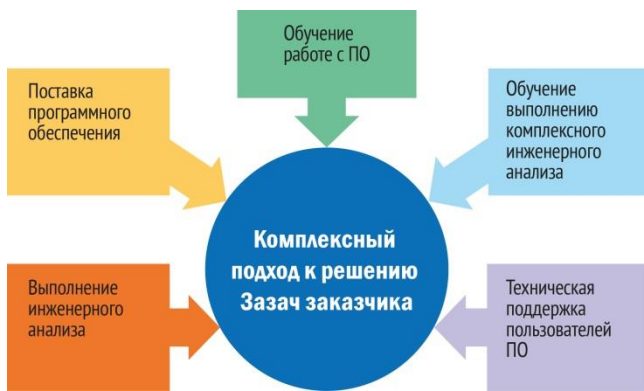 Обучение
работе с ПО
Поставка
программного
обеспечения
Обучение
выполнению
комплексного
инженерного
анализа
Комплексный
подход к решению
Зазач заказчика
Выполнение
инженерного
анализа
Техническая
поддержка
пользователей
ПО